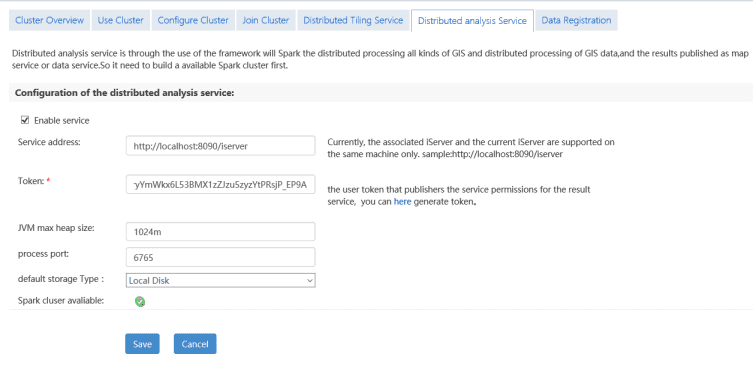 Cluster Overview Use Cluster Configure Cluster Join Cluster Distributed Tiling Service Distributed analysis Service Data Registration
Distributed analysis service is through the use of the framework will Spark the distributed processing all kinds of GIS and distributed processing of GIS data,and the results published as map
service or data service.So it need to build a available Spark cluster first.
Configuration of the distributed analysis service:
Enable service
Service address: http://localhost:8090/iserver Currently, the associated iServer and the current iServer are supported on
the same machine only. sample:http://localhost:8090/iserver
Token: * yYmWkx6L53BMX1zZJzu5zyzYtPRsjP_EP9A the user token that publishers the service permissions for the result
service, you can here generate token。
JVM max heap size: 1024m
process port: 6765
default storage Type : Local Disk
Spark cluser avaliable:
Save Cancel